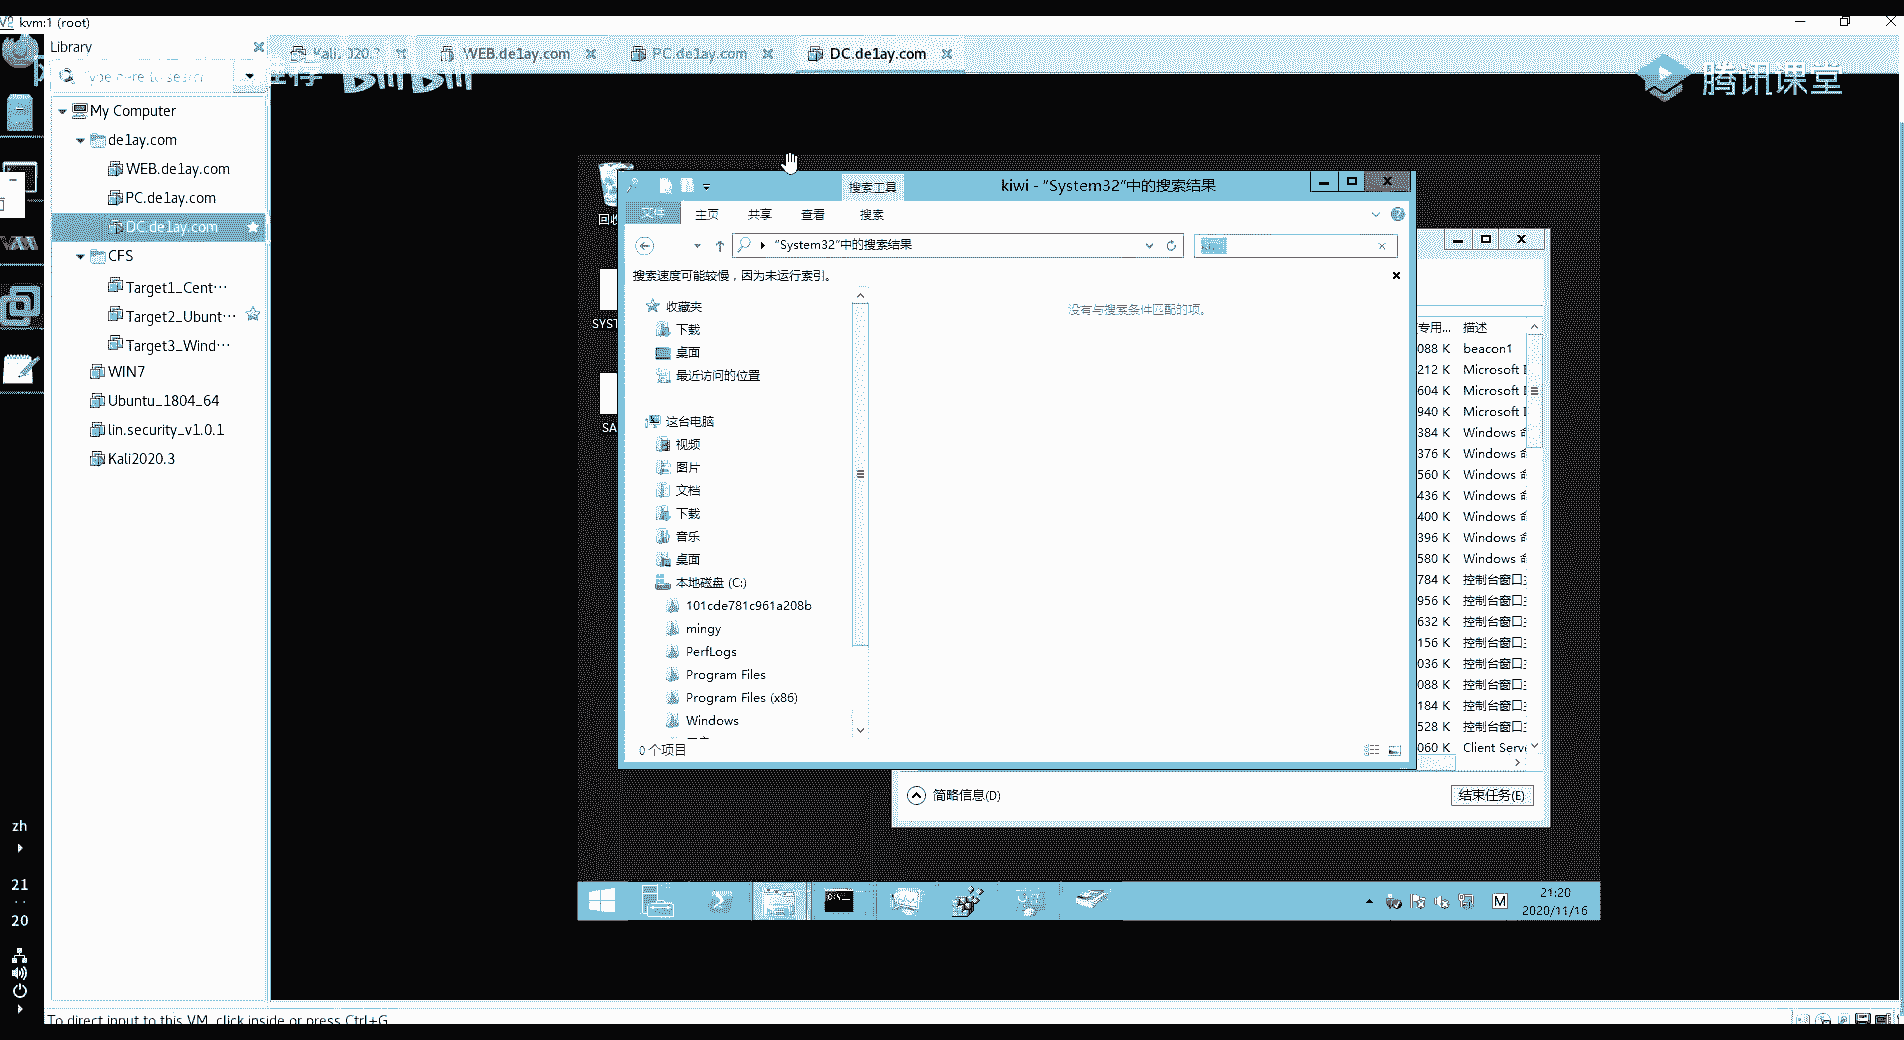 kvm:1 (root)
Library
WEB.de1ay.com
PC.de1ay.com
DC.de1ay.com
腾讯课堂
Type here to search
My Computer
de1ay.com
WEB.de1ay.com
PC.de1ay.com
DC.de1ay.com
CFS
Target1_Cent···
Target2_Ubunt···
Target3_Wind···
WIN7
Ubuntu_1804_64
lin.security_v1.0.1
Kali2020.3
搜索工具
kiwi - “System32”中的搜索结果
文件
主页
共享
查看
搜索
“System32”中的搜索结果
搜索速度可能较慢，因为未运行索引。
没有与搜索条件匹配的项。
收藏夹
下载
桌面
最近访问的位置
这台电脑
视频
图片
文档
下载
音乐
桌面
本地磁盘 (C:)
101cde781c961a208b
mingy
PerfLogs
Program Files
Program Files (x86)
Windows
0 个项目
SYST
SA
专用... 描述
088 K beacon1
212 K Microsoft
604 K Microsoft
940 K Microsoft
384 K Windows
376 K Windows
560 K Windows
436 K Windows
400 K Windows
396 K Windows
580 K Windows
784 K 控制台窗口
956 K 控制台窗口
632 K 控制台窗口
156 K 控制台窗口
036 K 控制台窗口
088 K 控制台窗口
184 K 控制台窗口
528 K 控制台窗口
060 K Client Serv
简略信息(D)
结束任务(E)
M
21:20
2020/11/16
zh
21
20
To direct input to this VM, click inside or press Ctrl+G.